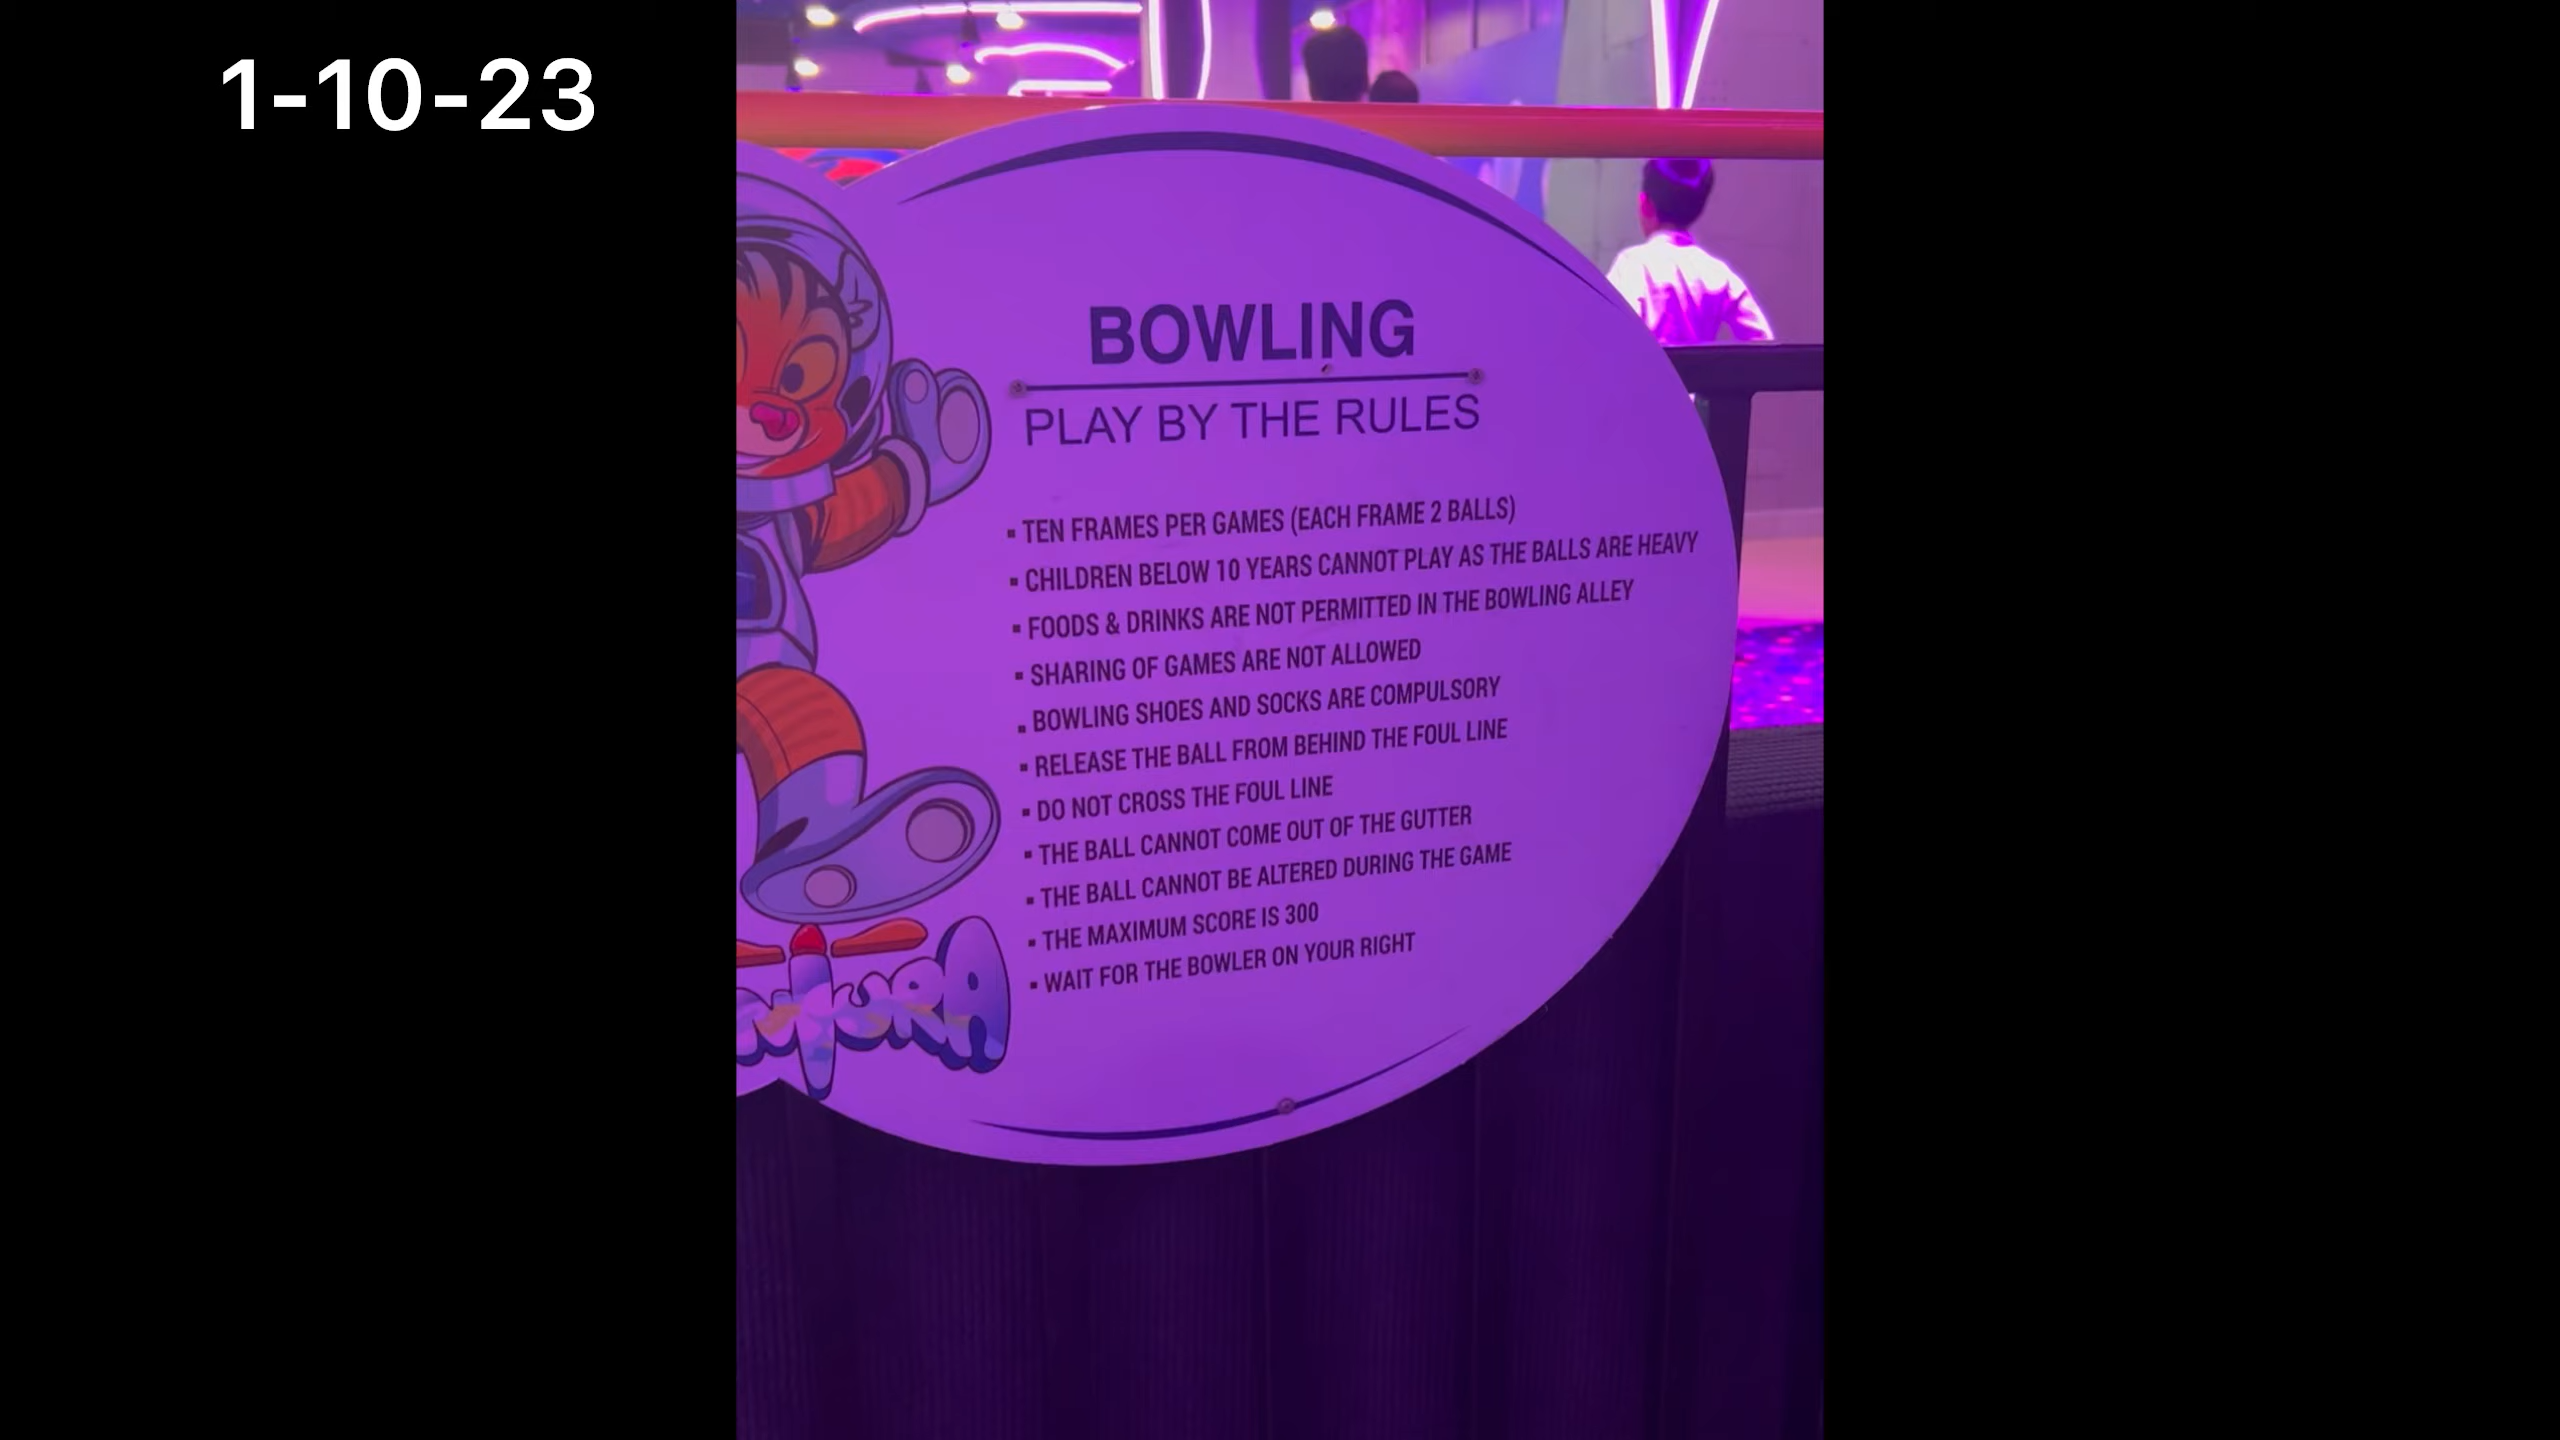 1-10-23
BOWLING
PLAY BY THE RULES
▪ TEN FRAMES PER GAMES (EACH FRAME 2 BALLS)
▪ CHILDREN BELOW 10 YEARS CANNOT PLAY AS THE BALLS ARE HEAVY
▪ FOODS & DRINKS ARE NOT PERMITTED IN THE BOWLING ALLEY
▪ SHARING OF GAMES ARE NOT ALLOWED
▪ BOWLING SHOES AND SOCKS ARE COMPULSORY
▪ RELEASE THE BALL FROM BEHIND THE FOUL LINE
▪ DO NOT CROSS THE FOUL LINE
▪ THE BALL CANNOT COME OUT OF THE GUTTER
▪ THE BALL CANNOT BE ALTERED DURING THE GAME
▪ THE MAXIMUM SCORE IS 300
▪ WAIT FOR THE BOWLER ON YOUR RIGHT